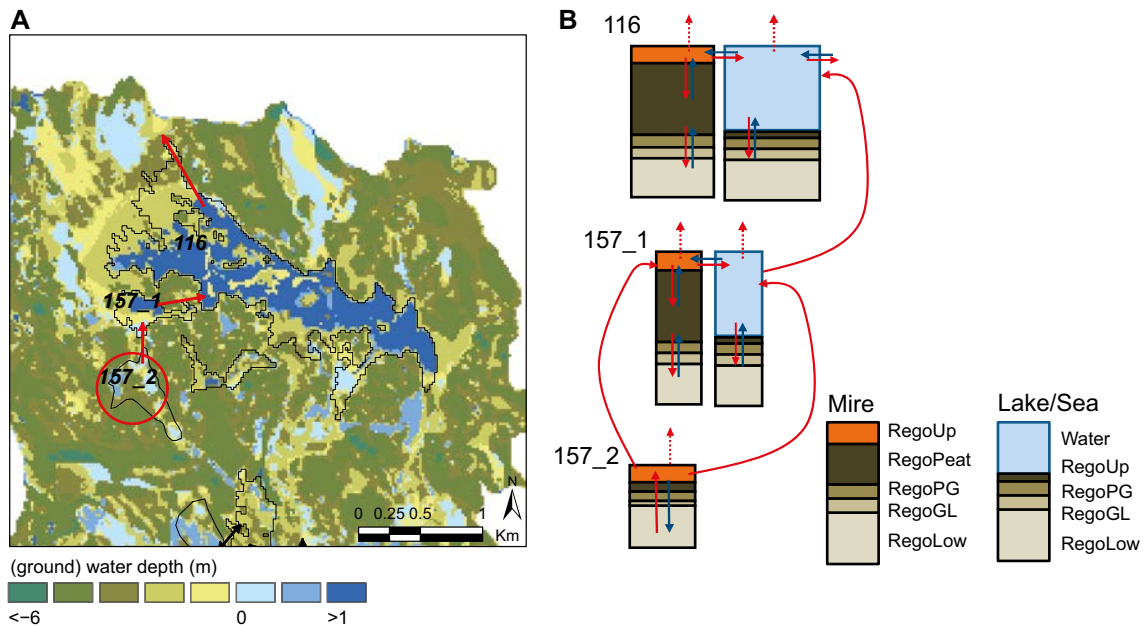 A
116
157_1
157_2
N
0 0.25 0.5 1
Km
(ground) water depth (m)
<−6 0 >1
B
116
157_1
157_2
Mire
RegoUp
RegoPeat
RegoPG
RegoGL
RegoLow
Lake/Sea
Water
RegoUp
RegoPG
RegoGL
RegoLow